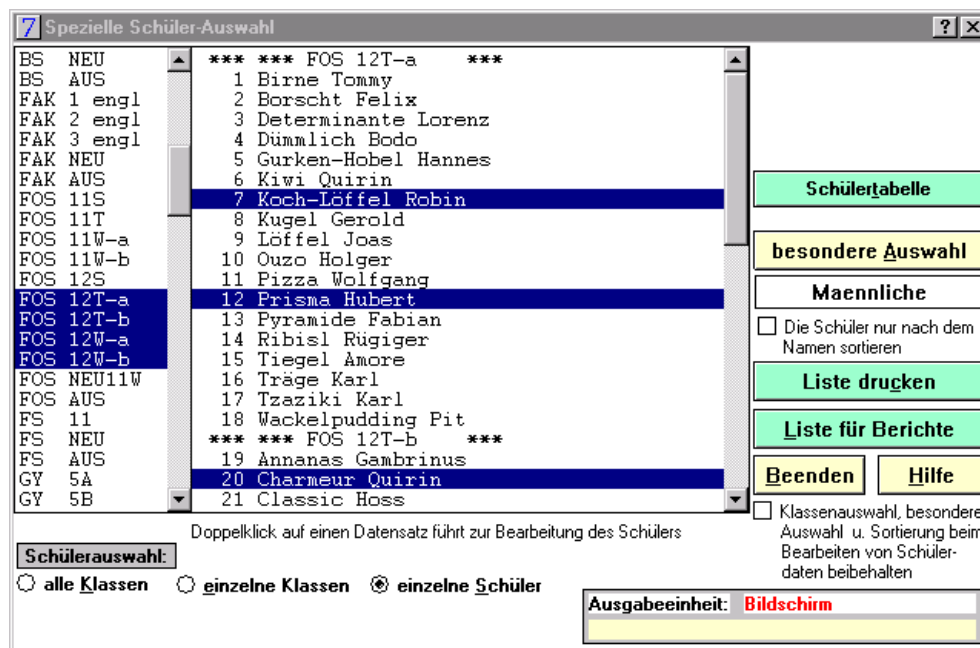 7 Spezielle Schüler-Auswahl ? X
BS NEU
BS AUS
FAK 1 engl
FAK 2 engl
FAK 3 engl
FAK NEU
FAK AUS
FOS 11S
FOS 11T
FOS 11W-a
FOS 11W-b
FOS 12S
FOS 12T-a
FOS 12T-b
FOS 12W-a
FOS 12W-b
FOS NEU11W
FOS AUS
FS 11
FS NEU
FS AUS
GY 5A
GY 5B
*** *** FOS 12T-a ***
1 Birne Tommy
2 Borscht Felix
3 Determinante Lorenz
4 Dümmlich Bodo
5 Gurken-Hobel Hannes
6 Kiwi Quirin
7 Koch-Löffel Robin
8 Kugel Gerold
9 Löffel Joas
10 Ouzo Holger
11 Pizza Wolfgang
12 Prisma Hubert
13 Pyramide Fabian
14 Ribisl Rügiger
15 Tiegel Amore
16 Träge Karl
17 Tzaziki Karl
18 Wackelpudding Pit
*** *** FOS 12T-b ***
19 Annanas Gambrinus
20 Charmeur Quirin
21 Classic Hoss
Schülertabelle
besondere Auswahl
Maennliche
Die Schüler nur nach dem
Namen sortieren
Liste drucken
Liste für Berichte
Beenden Hilfe
Klassenauswahl, besondere
Auswahl u. Sortierung beim
Bearbeiten von Schüler-
daten beibehalten
Doppelklick auf einen Datensatz führt zur Bearbeitung des Schülers
Schülerauswahl:
alle Klassen einzelne Klassen einzelne Schüler
Ausgabeeinheit: Bildschirm